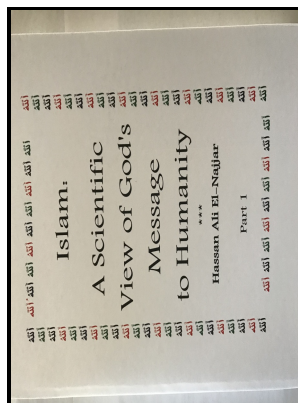 Islam:
A Scientific
View of God's
Message
to Humanity
***
Hassan Ali El-Najjar
Part 1